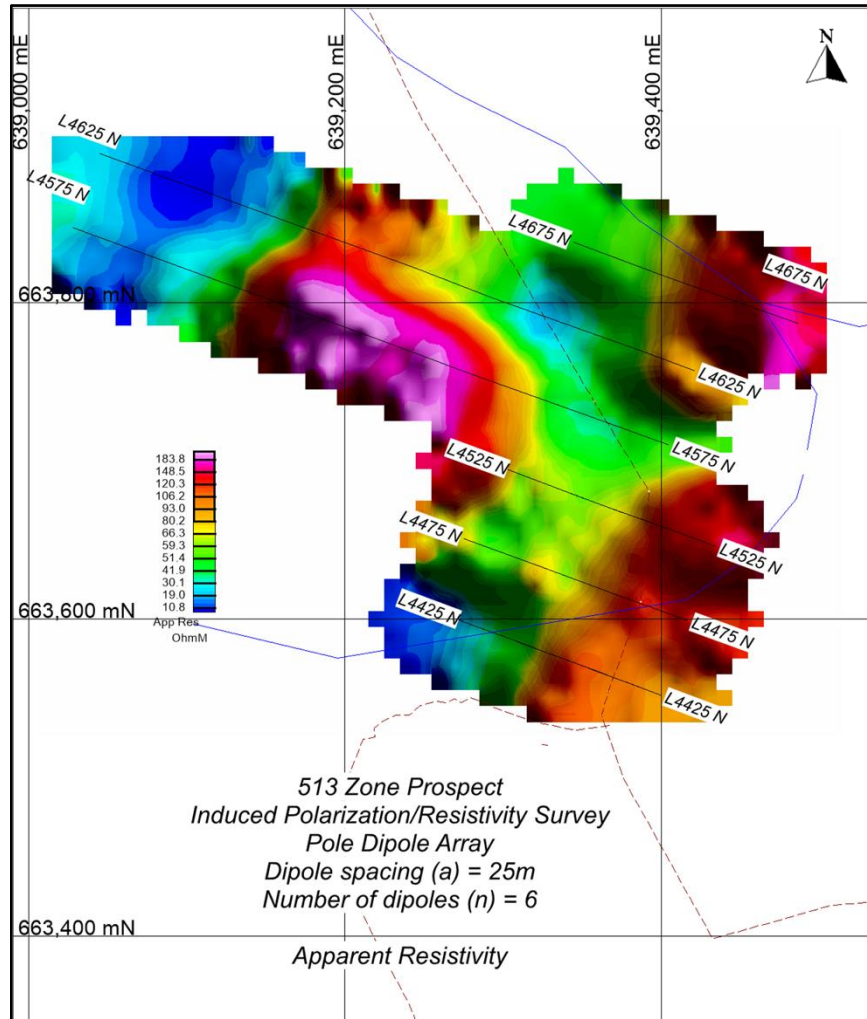 N
639,000 mE
639,200 mE
639,400 mE
L4625 N
L4575 N
L4675 N
L4675 N
663,800 mN
L4625 N
L4575 N
L4525 N
L4475 N
L4525 N
663,600 mN
L4425 N
L4475 N
L4425 N
183.8
148.5
120.3
106.2
93.0
80.2
66.3
59.3
51.4
41.9
30.1
19.0
10.8
App Res
OhmM
513 Zone Prospect
Induced Polarization/Resistivity Survey
Pole Dipole Array
Dipole spacing (a) = 25m
Number of dipoles (n) = 6
663,400 mN
Apparent Resistivity